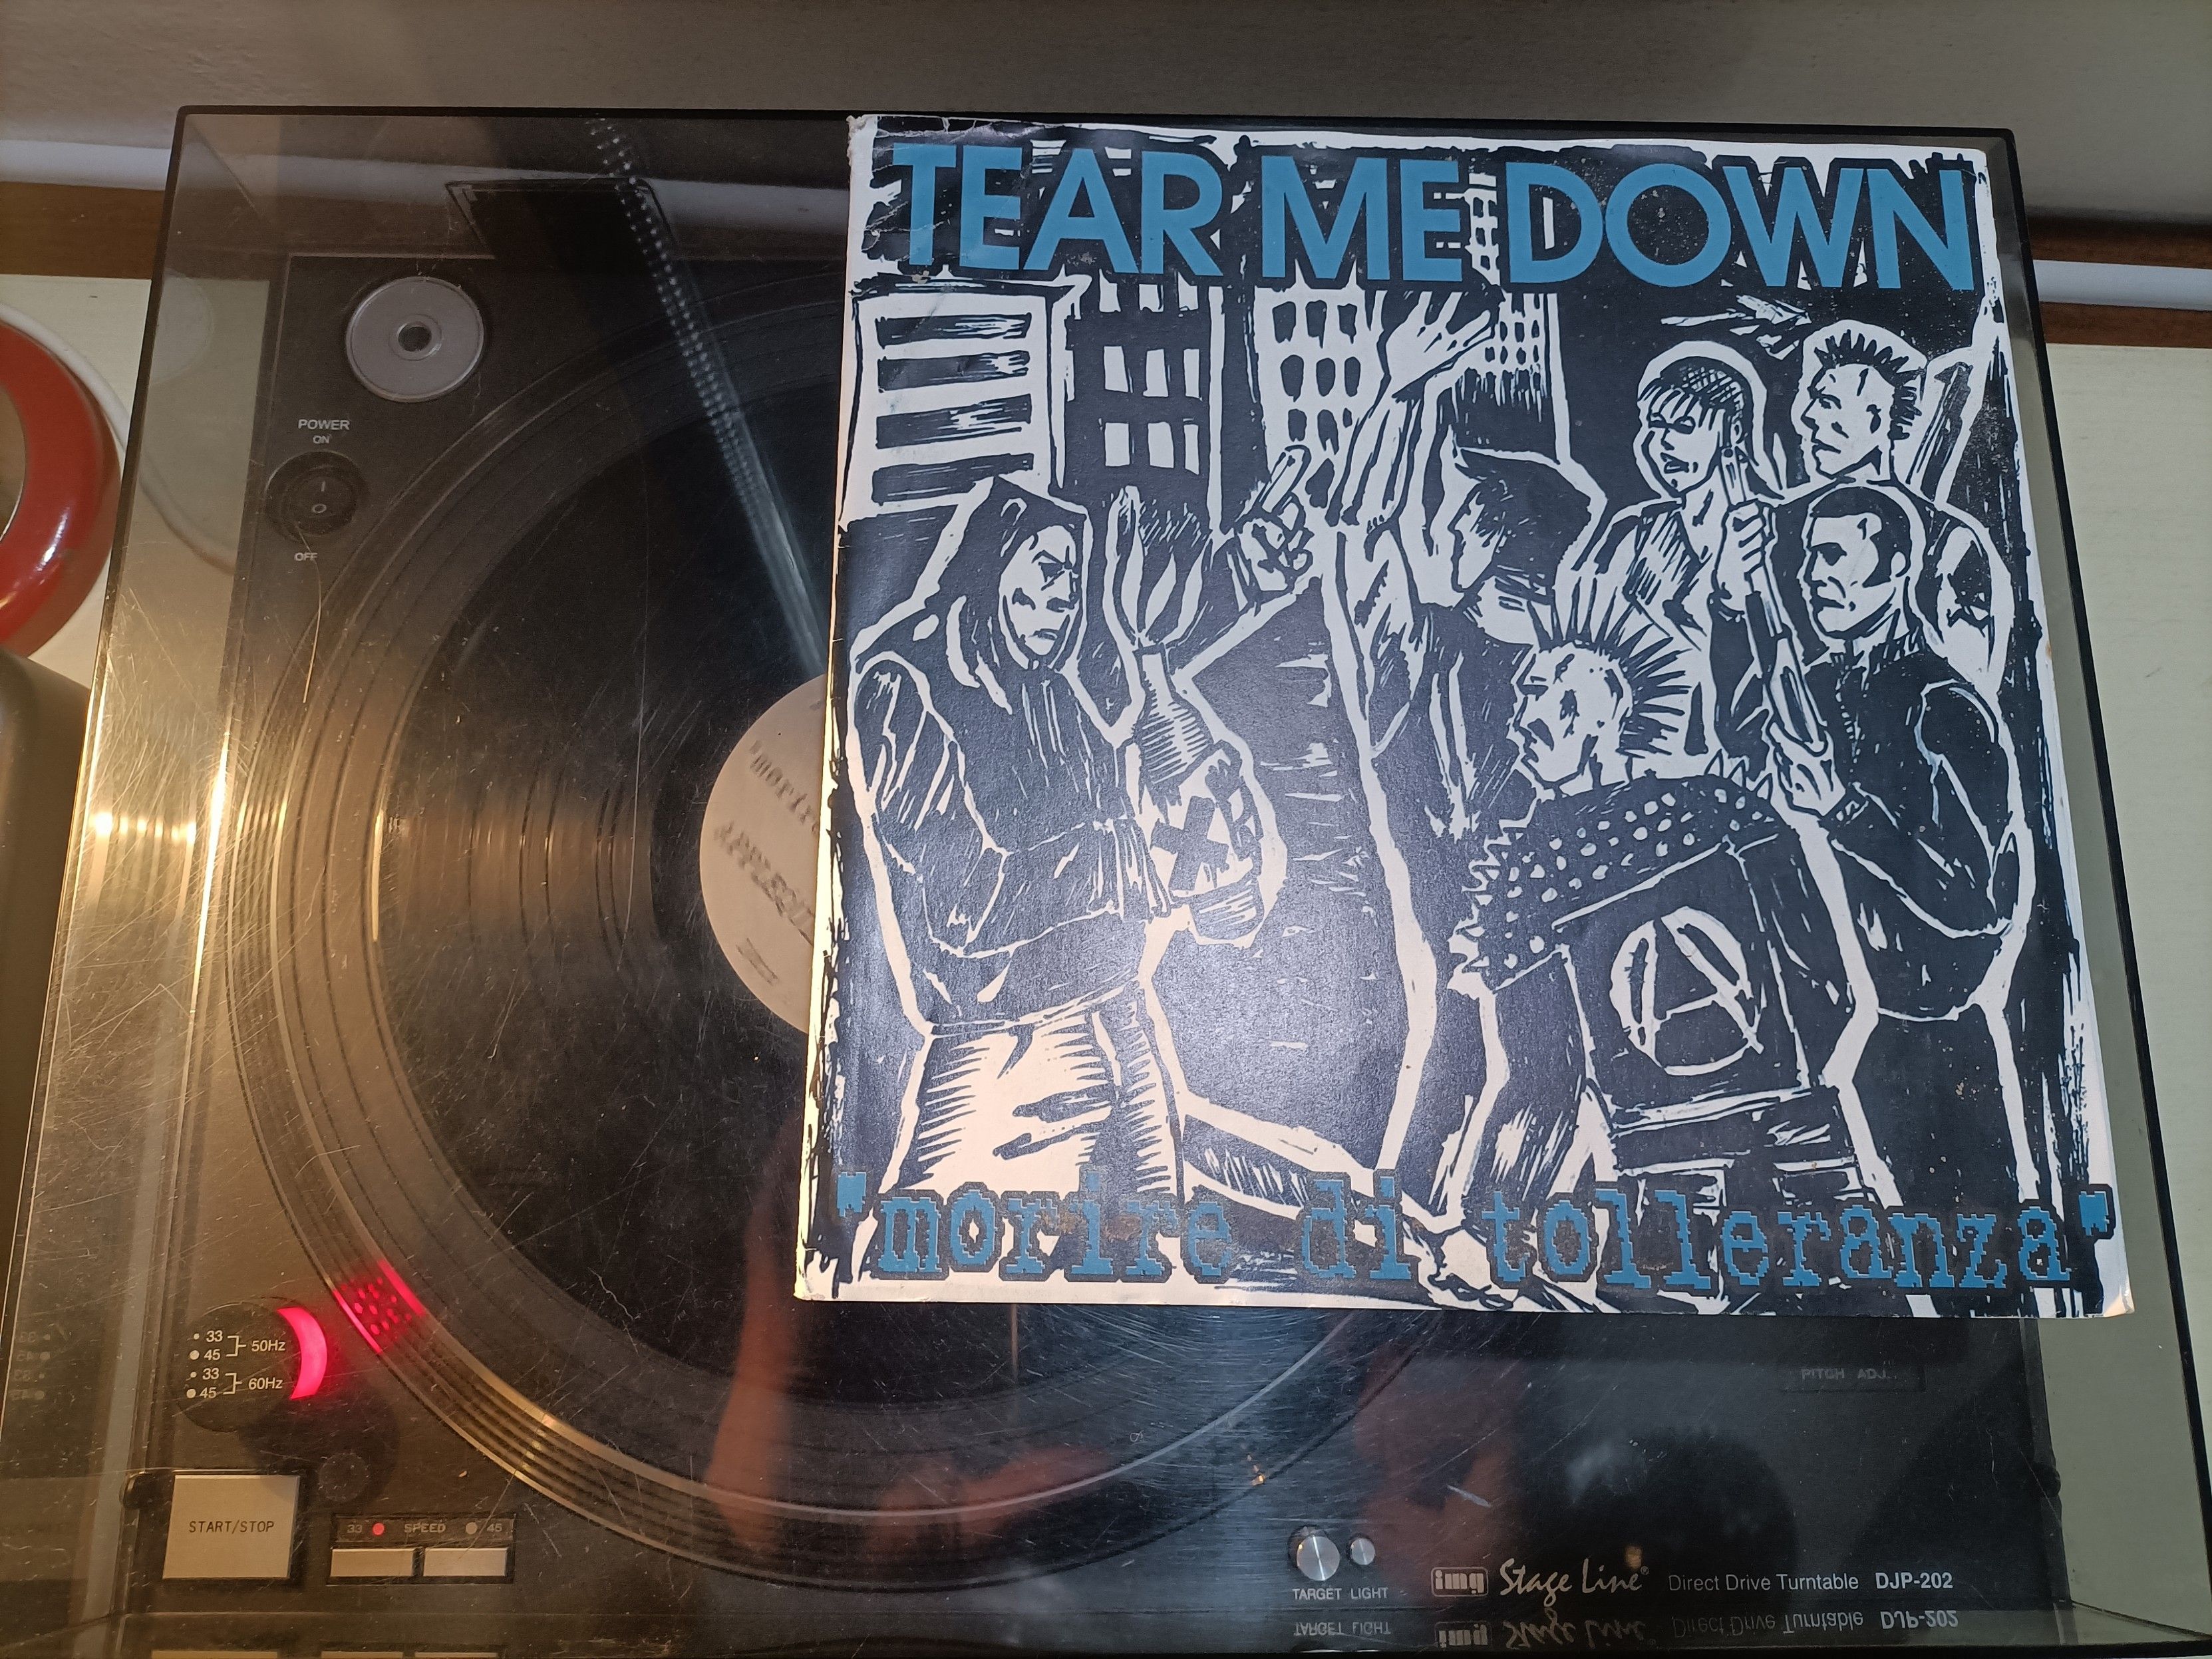 TEAR ME DOWN
"morire di tolleranza"
POWER
ON
OFF
33
45
50Hz
33
45
60Hz
START/STOP
33 SPEED 45
PITCH ADJ.
TARGET LIGHT
img Stage Line® Direct Drive Turntable DJP-202